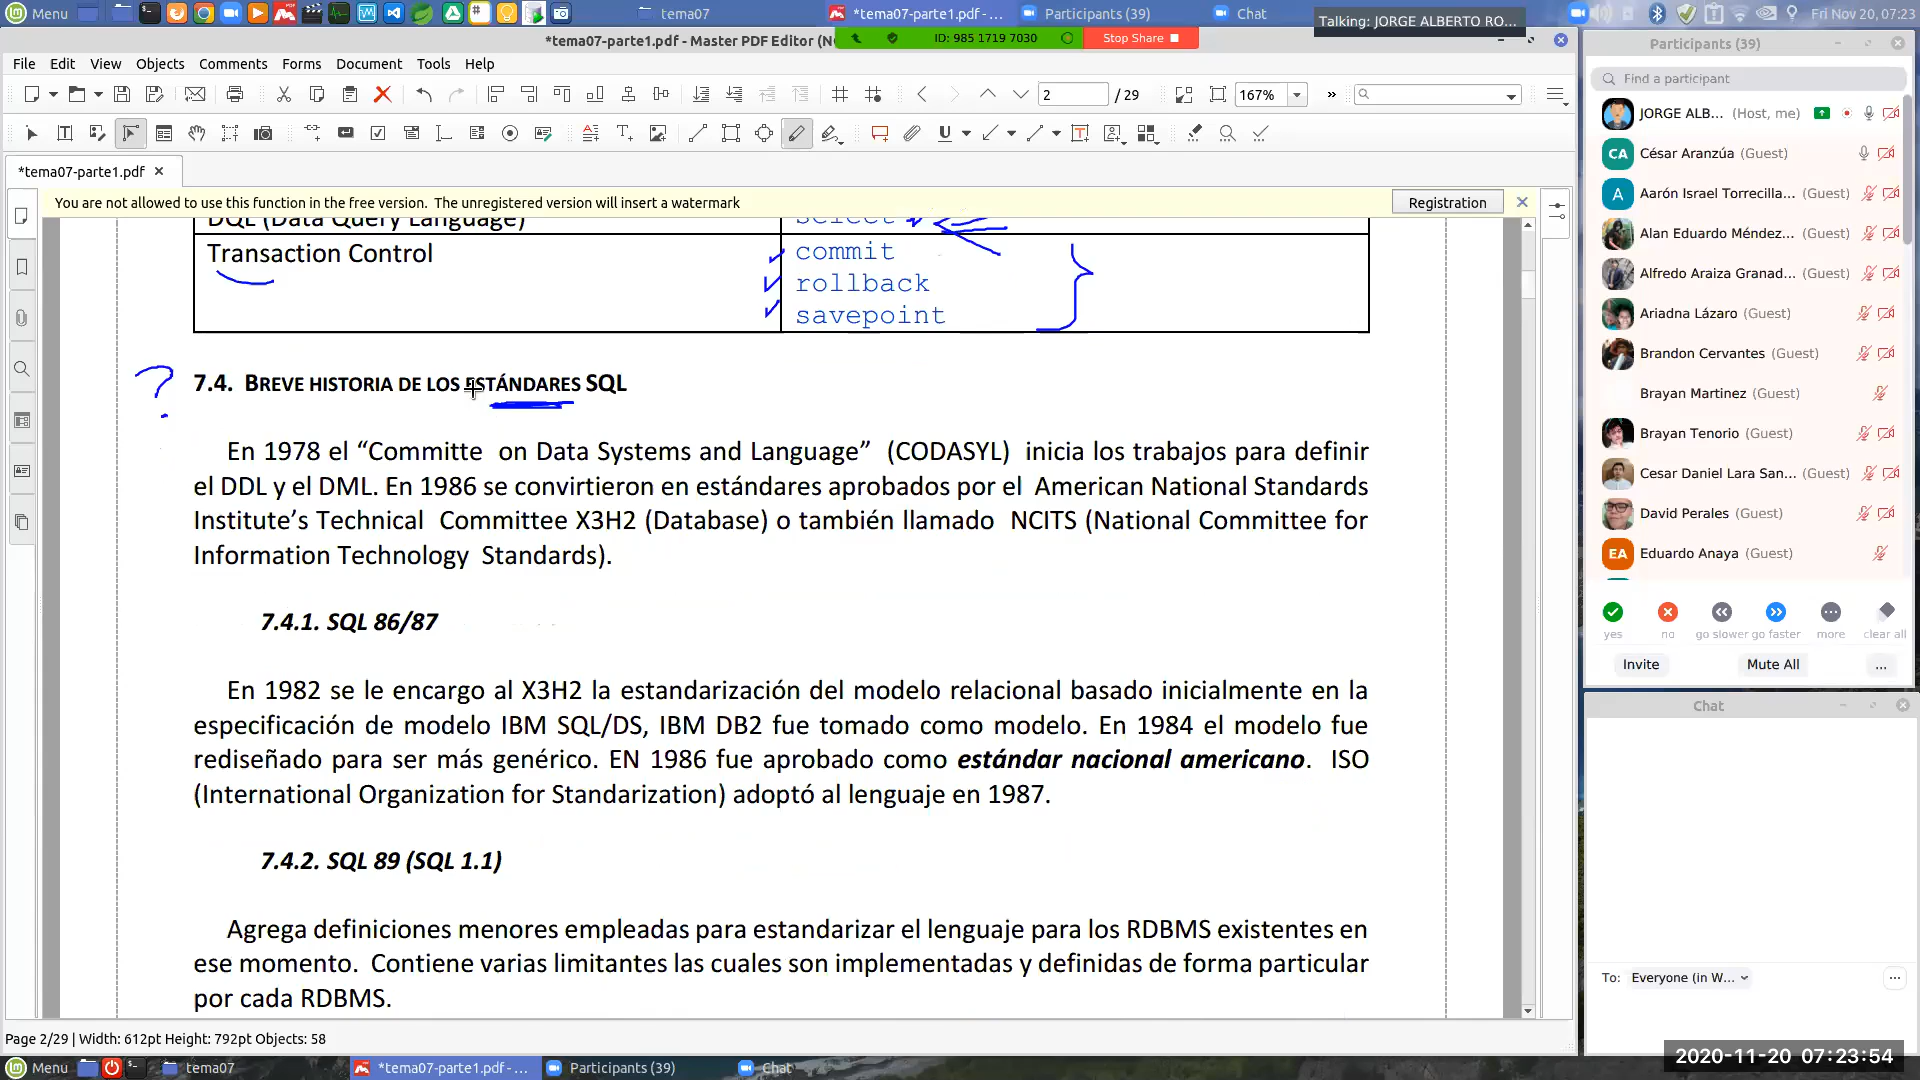 Menu
tema07
*tema07-parte1.pdf - ...
Participants (39)
Chat
Talking: JORGE ALBERTO RO...
Fri Nov 20, 07:23
*tema07-parte1.pdf - Master PDF Editor (N
ID: 985 1719 7030
Stop Share
File Edit View Objects Comments Forms Tools Help
2 / 29
167%
*tema07-parte1.pdf
You are not allowed to use this function in the free version. The unregistered version will insert a watermark
Registration
DQL (Data Query Language)
select
Transaction Control
commit
rollback
savepoint
?
7.4. BREVE HISTORIA DE LOS ESTÁNDARES SQL
En 1978 el “Committe on Data Systems and Language” (CODASYL) inicia los trabajos para definir
el DDL y el DML. En 1986 se convirtieron en estándares aprobados por el American National Standards
Institute’s Technical Committee X3H2 (Database) o también llamado NCITS (National Committee for
Information Technology Standards).
7.4.1. SQL 86/87
En 1982 se le encargo al X3H2 la estandarización del modelo relacional basado inicialmente en la
especificación de modelo IBM SQL/DS, IBM DB2 fue tomado como modelo. En 1984 el modelo fue
rediseñado para ser más genérico. EN 1986 fue aprobado como estándar nacional americano. ISO
(International Organization for Standarization) adoptó al lenguaje en 1987.
7.4.2. SQL 89 (SQL 1.1)
Agrega definiciones menores empleadas para estandarizar el lenguaje para los RDBMS existentes en
ese momento. Contiene varias limitantes las cuales son implementadas y definidas de forma particular
por cada RDBMS.
Page 2/29 | Width: 612pt Height: 792pt Objects: 58
Participants (39)
Find a participant
JORGE ALB... (Host, me)
CA César Aranzúa (Guest)
A Aarón Israel Torrecilla... (Guest)
Alan Eduardo Méndez... (Guest)
Alfredo Araiza Granad... (Guest)
Ariadna Lázaro (Guest)
Brandon Cervantes (Guest)
Brayan Martinez (Guest)
Brayan Tenorio (Guest)
Cesar Daniel Lara San... (Guest)
David Perales (Guest)
EA Eduardo Anaya (Guest)
yes no go slower go faster more clear all
Invite Mute All ...
Chat
To: Everyone (in W...
Menu
tema07
*tema07-parte1.pdf - ...
Participants (39)
Chat
2020-11-20 07:23:54